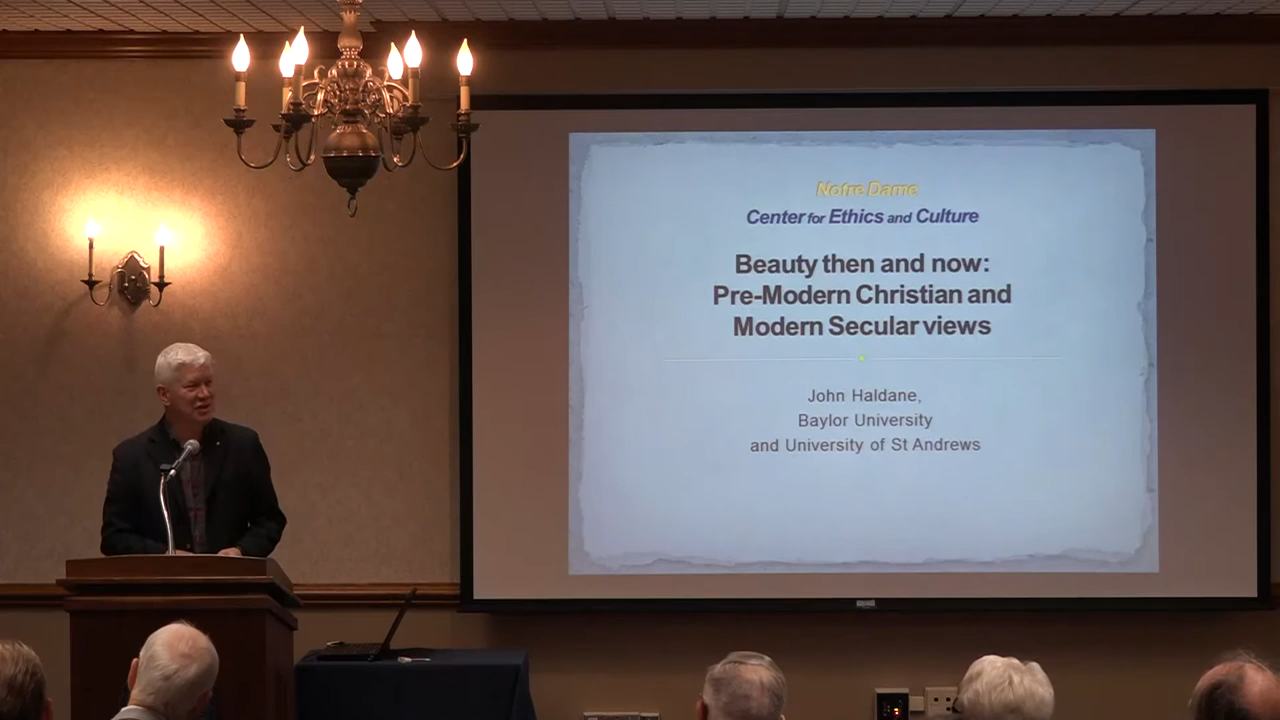 Notre Dame
Center for Ethics and Culture
Beauty then and now:
Pre-Modern Christian and
Modern Secular views
John Haldane,
Baylor University
and University of St Andrews